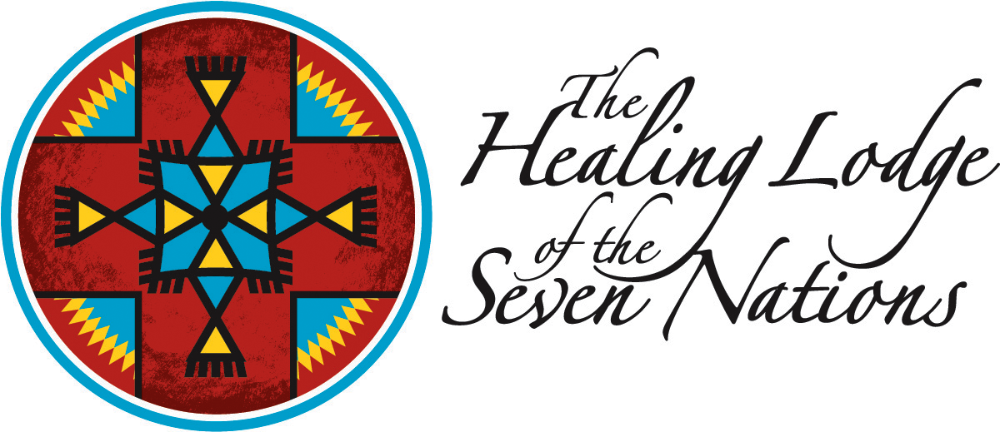 The
Healing Lodge
of the
Seven Nations